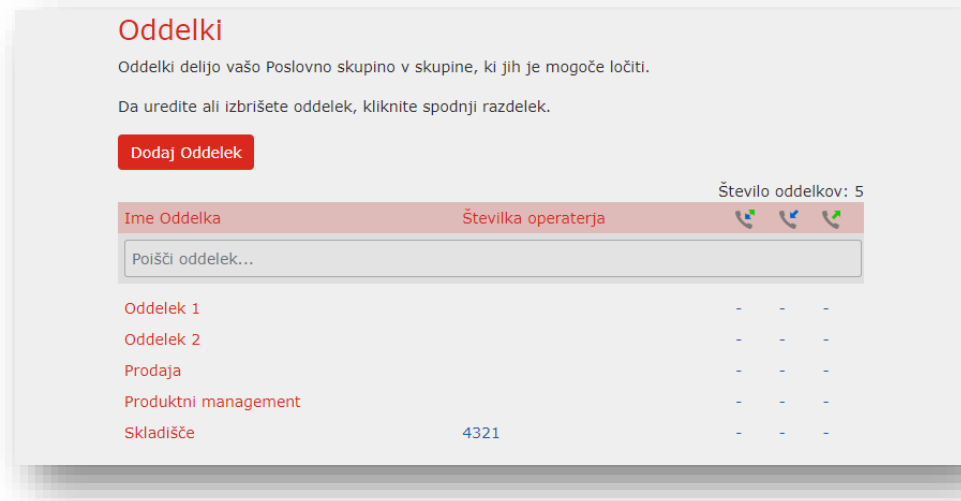 Oddelki
Oddelki delijo vašo Poslovno skupino v skupine, ki jih je mogoče ločiti.
Da uredite ali izbrišete oddelek, kliknite spodnji razdelek.
Dodaj Oddelek
Število oddelkov: 5
Ime Oddelka Številka operaterja
Poišči oddelek...
Oddelek 1 - - -
Oddelek 2 - - -
Prodaja - - -
Produktni management - - -
Skladišče 4321 - - -